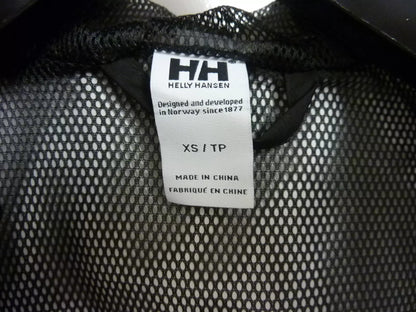 HH
HELLY HANSEN
Designed and developed
in Norway since 1877
XS / TP
MADE IN CHINA
FABRIQUÉ EN CHINE